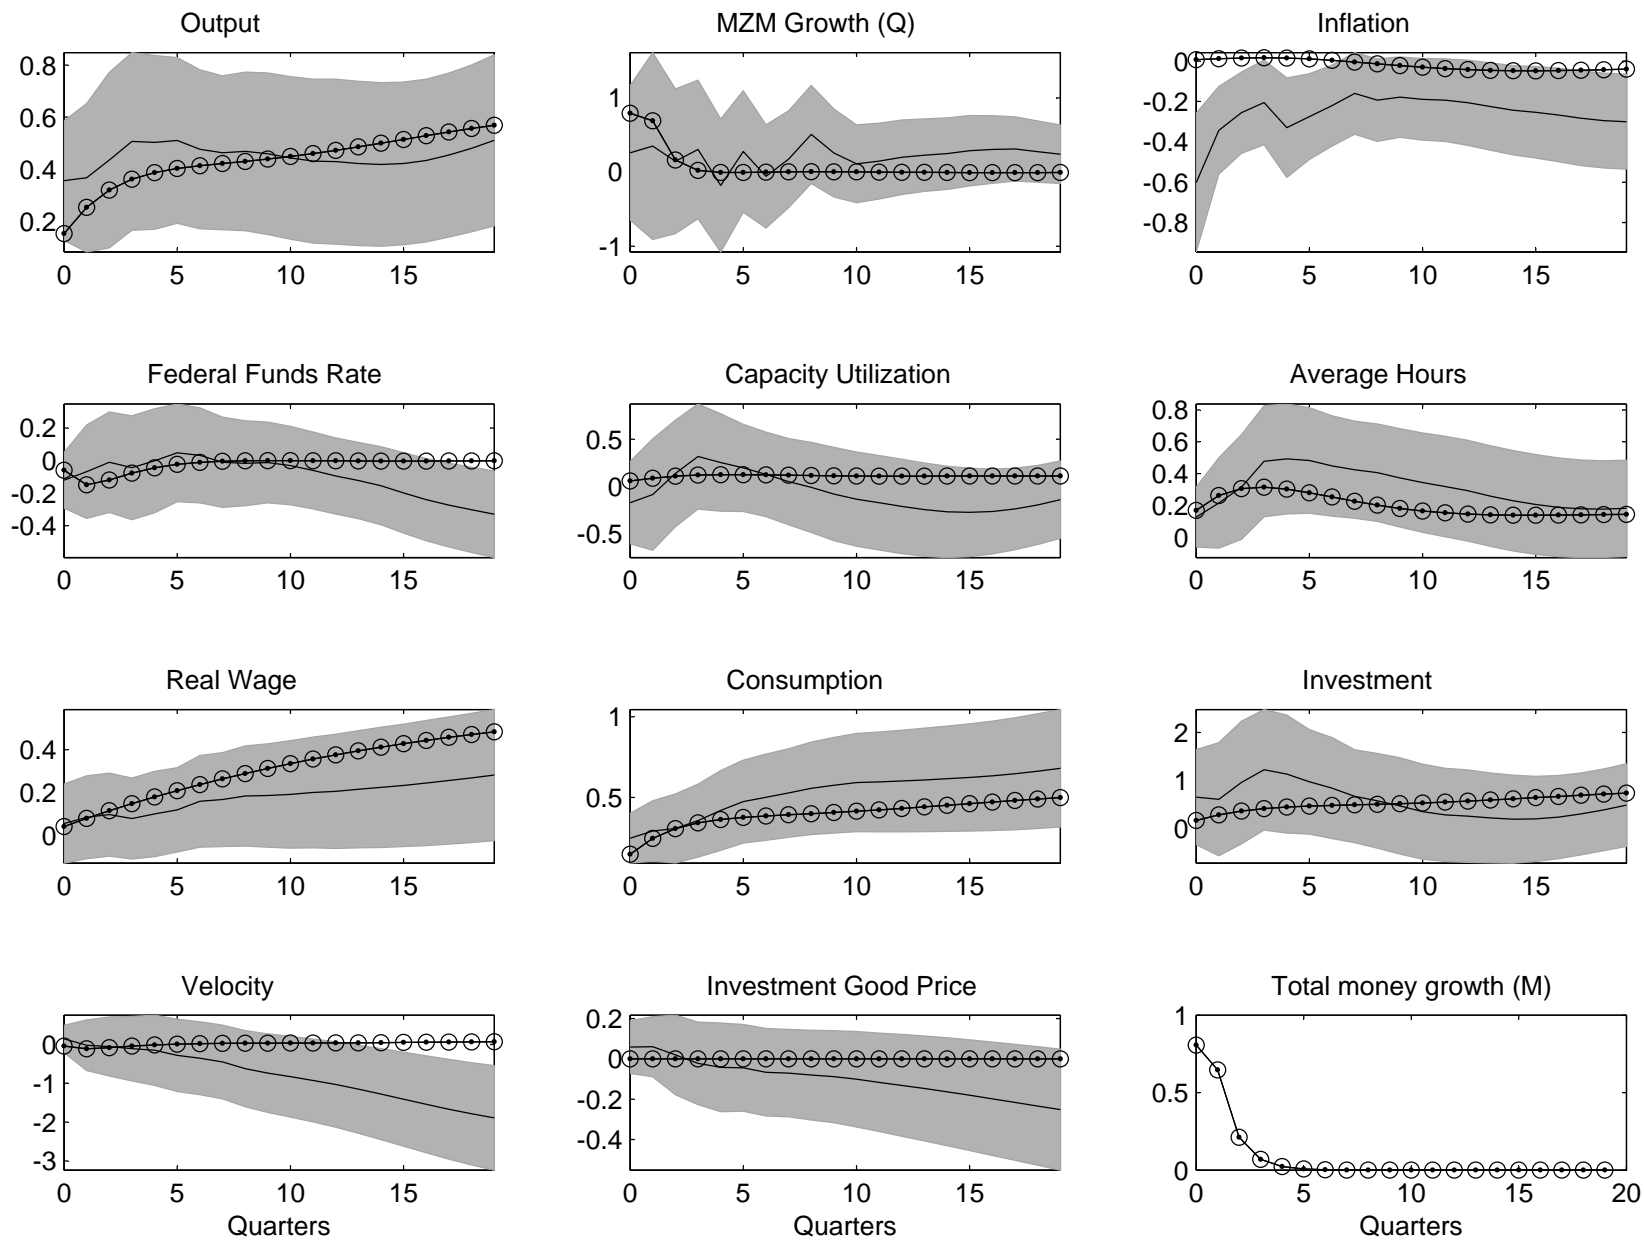 Output
0.8
0.6
0.4
0.2
0 5 10 15
MZM Growth (Q)
1
0
-1
0 5 10 15
Inflation
0
-0.2
-0.4
-0.6
-0.8
0 5 10 15
Federal Funds Rate
0.2
0
-0.2
-0.4
0 5 10 15
Capacity Utilization
0.5
0
-0.5
0 5 10 15
Average Hours
0.8
0.6
0.4
0.2
0
0 5 10 15
Real Wage
0.4
0.2
0
0 5 10 15
Consumption
1
0.5
0 5 10 15
Investment
2
1
0
0 5 10 15 20
Velocity
0
-1
-2
-3
0 5 10 15
Quarters
Investment Good Price
0.2
0
-0.2
-0.4
0 5 10 15
Quarters
Total money growth (M)
1
0.5
0
0 5 10 15 20
Quarters